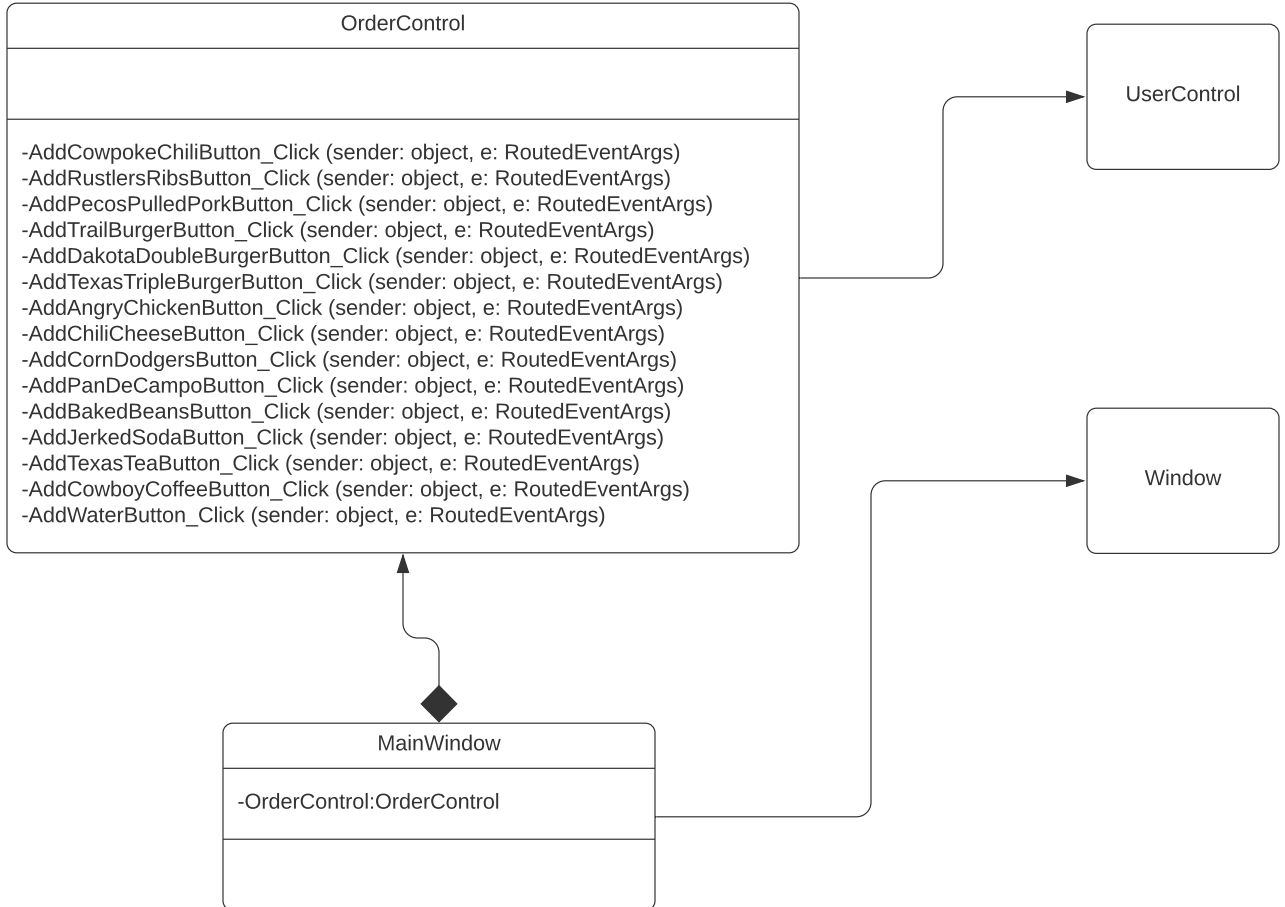 OrderControl
-AddCowpokeChiliButton_Click (sender: object, e: RoutedEventArgs)
-AddRustlersRibsButton_Click (sender: object, e: RoutedEventArgs)
-AddPecosPulledPorkButton_Click (sender: object, e: RoutedEventArgs)
-AddTrailBurgerButton_Click (sender: object, e: RoutedEventArgs)
-AddDakotaDoubleBurgerButton_Click (sender: object, e: RoutedEventArgs)
-AddTexasTripleBurgerButton_Click (sender: object, e: RoutedEventArgs)
-AddAngryChickenButton_Click (sender: object, e: RoutedEventArgs)
-AddChiliCheeseButton_Click (sender: object, e: RoutedEventArgs)
-AddCornDodgersButton_Click (sender: object, e: RoutedEventArgs)
-AddPanDeCampoButton_Click (sender: object, e: RoutedEventArgs)
-AddBakedBeansButton_Click (sender: object, e: RoutedEventArgs)
-AddJerkedSodaButton_Click (sender: object, e: RoutedEventArgs)
-AddTexasTeaButton_Click (sender: object, e: RoutedEventArgs)
-AddCowboyCoffeeButton_Click (sender: object, e: RoutedEventArgs)
-AddWaterButton_Click (sender: object, e: RoutedEventArgs)
UserControl
Window
MainWindow
-OrderControl:OrderControl